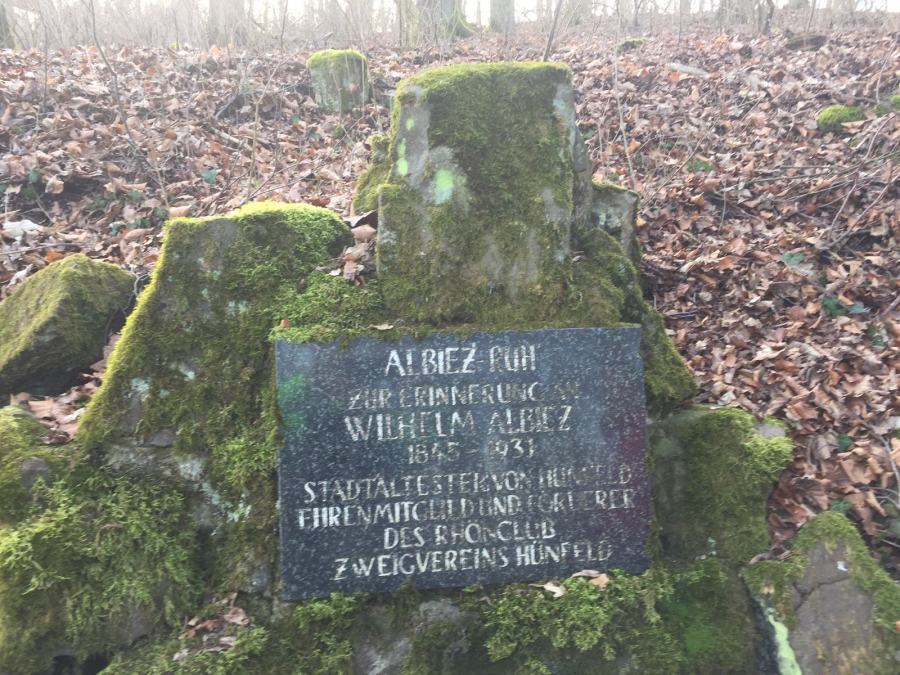 ALBIEZ-RUH
ZUR ERINNERUNG AN
WILHELM ALBIEZ
1845 - 1931
STADTÄLTESTER VON HÜNFELD
EHRENMITGLIED UND FÖRDERER
DES RHÖNCLUB
ZWEIGVEREINS HÜNFELD